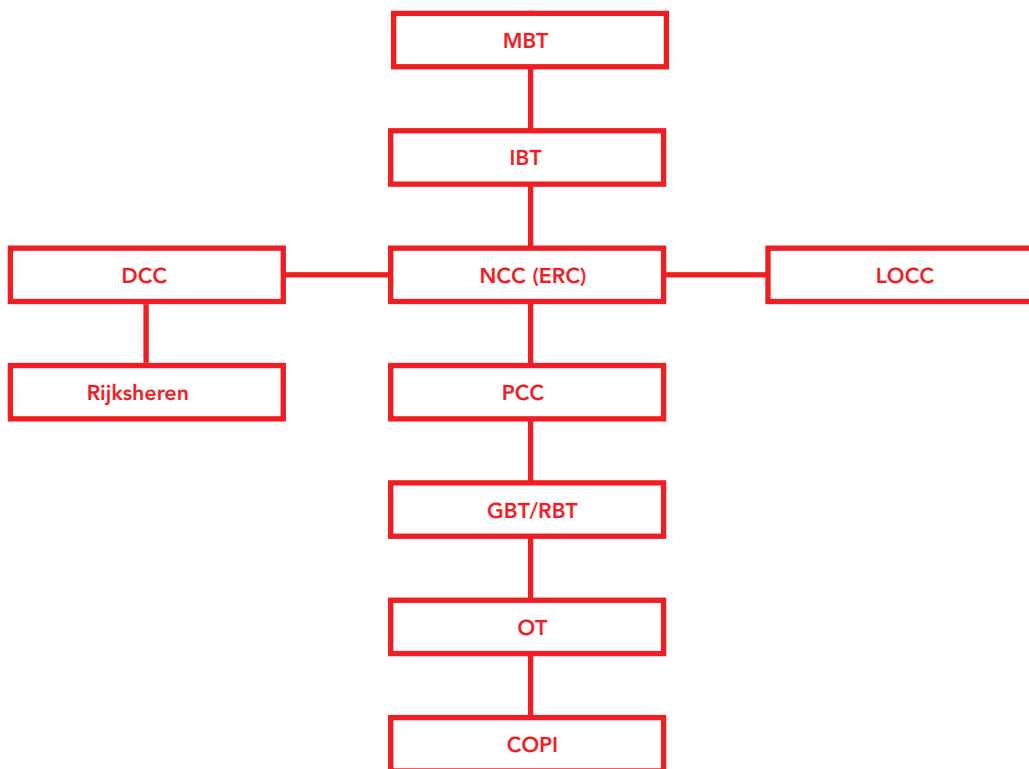 MBT
IBT
DCC
NCC (ERC)
LOCC
Rijksheren
PCC
GBT/RBT
OT
COPI